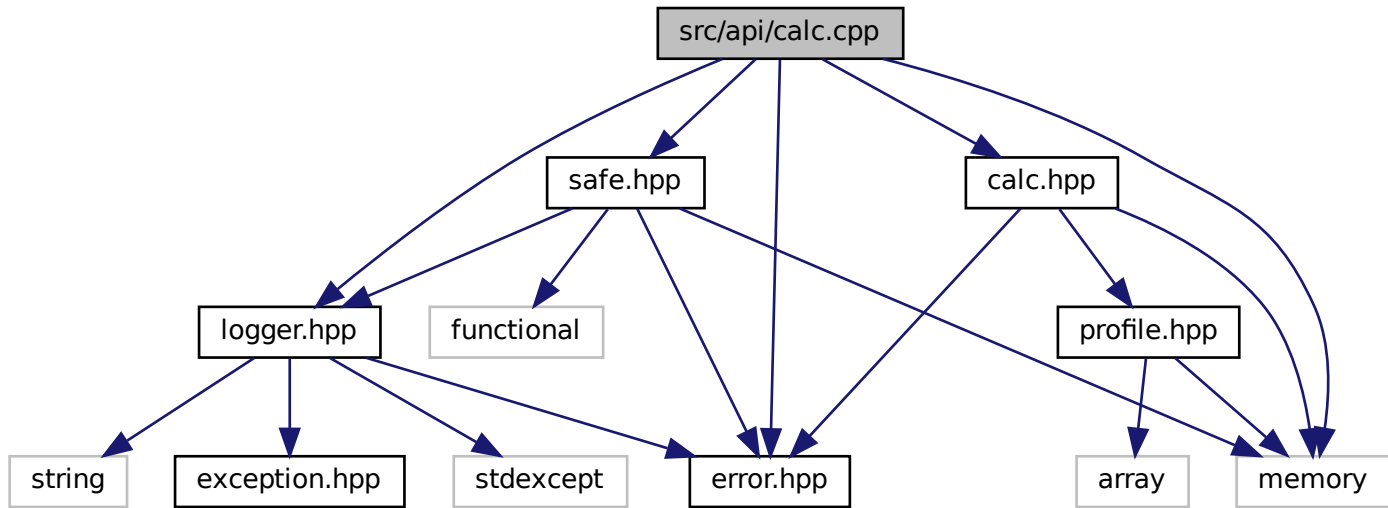 src/api/calc.cpp
safe.hpp
calc.hpp
logger.hpp
functional
profile.hpp
string
exception.hpp
stdexcept
error.hpp
array
memory